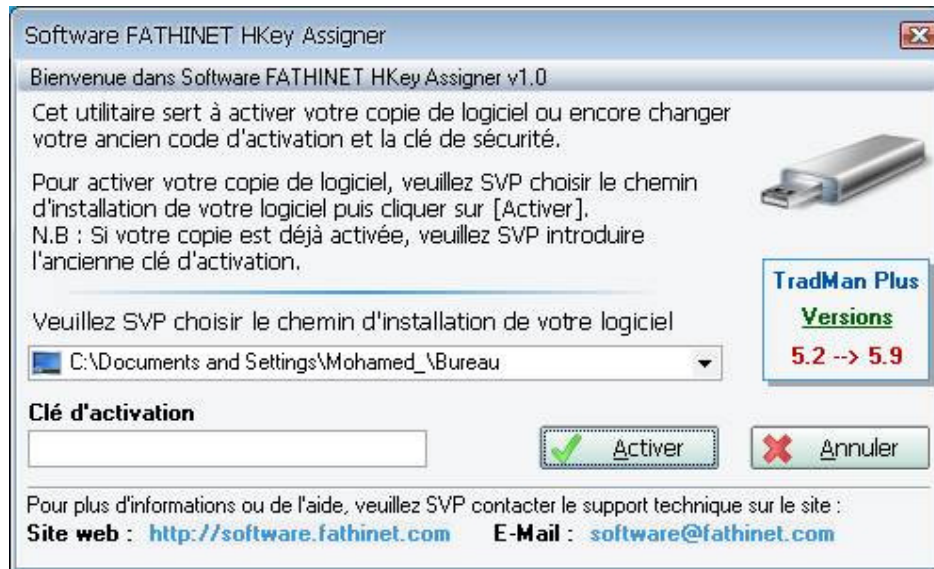 Software FATHINET HKey Assigner
Bienvenue dans Software FATHINET HKey Assigner v1.0
Cet utilitaire sert à activer votre copie de logiciel ou encore changer
votre ancien code d'activation et la clé de sécurité.
Pour activer votre copie de logiciel, veuillez SVP choisir le chemin
d'installation de votre logiciel puis cliquer sur [Activer].
N.B : Si votre copie est déjà activée, veuillez SVP introduire
l'ancienne clé d'activation.
TradMan Plus
Versions
5.2 --> 5.9
Veuillez SVP choisir le chemin d'installation de votre logiciel
C:\Documents and Settings\Mohamed_\Bureau
Clé d'activation
Activer
Annuler
Pour plus d'informations ou de l'aide, veuillez SVP contacter le support technique sur le site :
Site web : http://software.fathinet.com E-Mail : software@fathinet.com